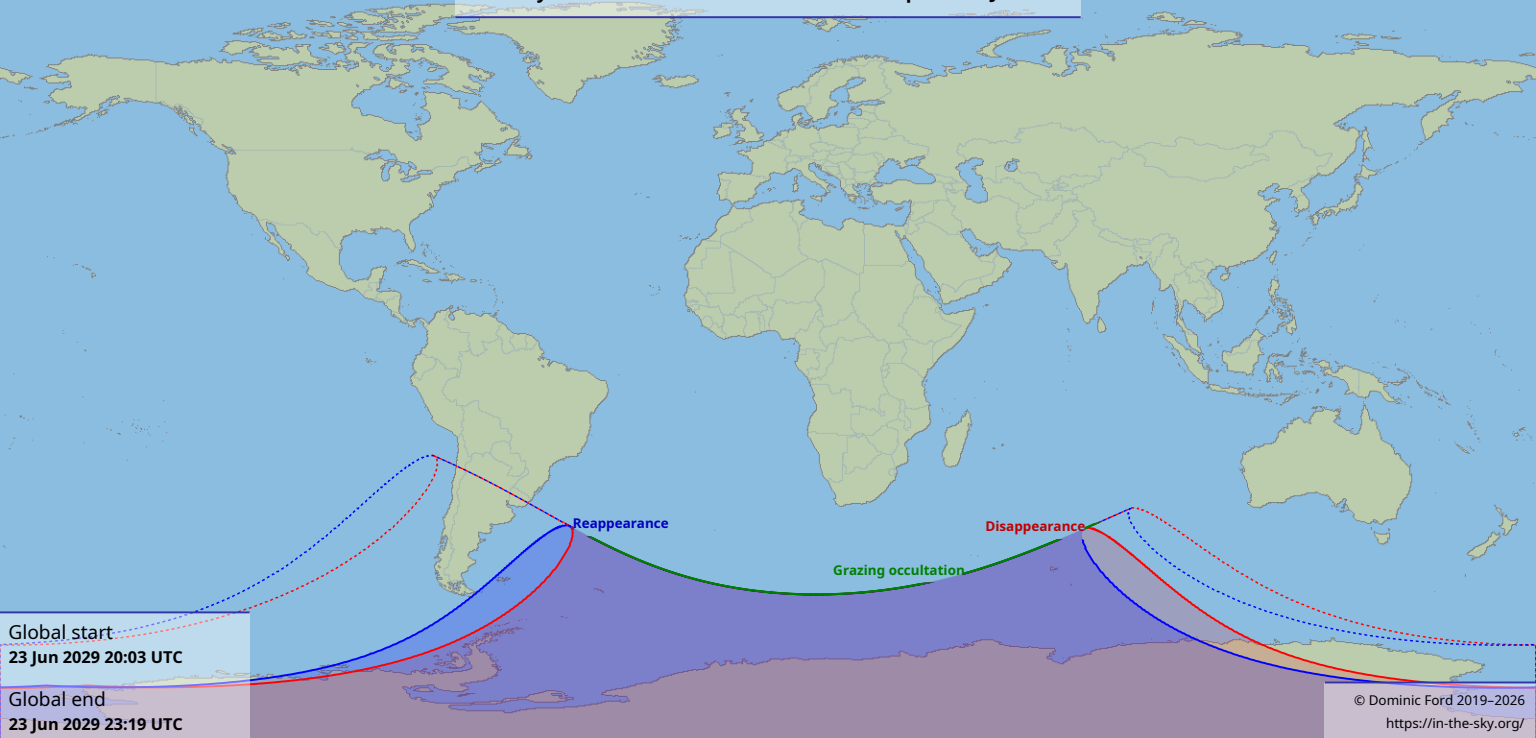 Reappearance
Disappearance
Grazing occultation
Global start
23 Jun 2029 20:03 UTC
Global end
23 Jun 2029 23:19 UTC
© Dominic Ford 2019–2026
https://in-the-sky.org/